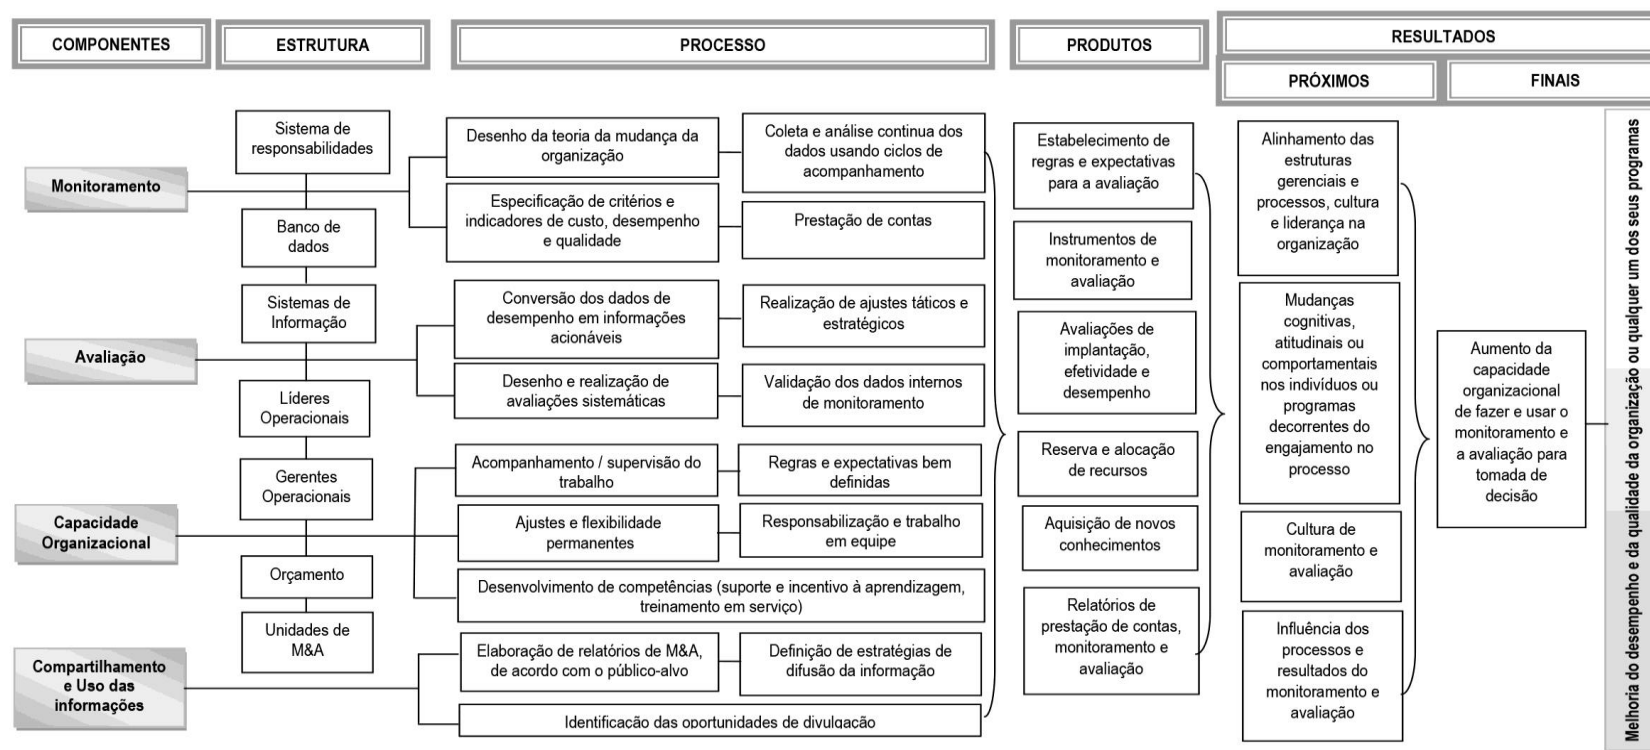 COMPONENTES
ESTRUTURA
PROCESSO
PRODUTOS
RESULTADOS
PRÓXIMOS
FINAIS
Monitoramento
Avaliação
Capacidade
Organizacional
Compartilhamento
e Uso das
informações
Sistema de
responsabilidades
Banco de
dados
Sistemas de
Informação
Líderes
Operacionais
Gerentes
Operacionais
Orçamento
Unidades de
M&A
Desenho da teoria da mudança da
organização
Coleta e análise continua dos
dados usando ciclos de
acompanhamento
Especificação de critérios e
indicadores de custo, desempenho
e qualidade
Prestação de contas
Conversão dos dados de
desempenho em informações
acionáveis
Realização de ajustes táticos e
estratégicos
Desenho e realização de
avaliações sistemáticas
Validação dos dados internos
de monitoramento
Acompanhamento / supervisão do
trabalho
Regras e expectativas bem
definidas
Ajustes e flexibilidade
permanentes
Responsabilização e trabalho
em equipe
Desenvolvimento de competências (suporte e incentivo à aprendizagem,
treinamento em serviço)
Elaboração de relatórios de M&A,
de acordo com o público-alvo
Definição de estratégias de
difusão da informação
Identificação das oportunidades de divulgação
Estabelecimento de
regras e expectativas
para a avaliação
Instrumentos de
monitoramento e
avaliação
Avaliações de
implantação,
efetividade e
desempenho
Reserva e alocação
de recursos
Aquisição de novos
conhecimentos
Relatórios de
prestação de contas,
monitoramento e
avaliação
Alinhamento das
estruturas
gerenciais e
processos, cultura
e liderança na
organização
Mudanças
cognitivas,
atitudinais ou
comportamentais
nos indivíduos ou
programas
decorrentes do
engajamento no
processo
Cultura de
monitoramento e
avaliação
Influência dos
processos e
resultados do
monitoramento e
avaliação
Aumento da
capacidade
organizacional
de fazer e usar o
monitoramento e
a avaliação para
tomada de
decisão
Melhoria do desempenho e da qualidade da organização ou qualquer um dos seus programas